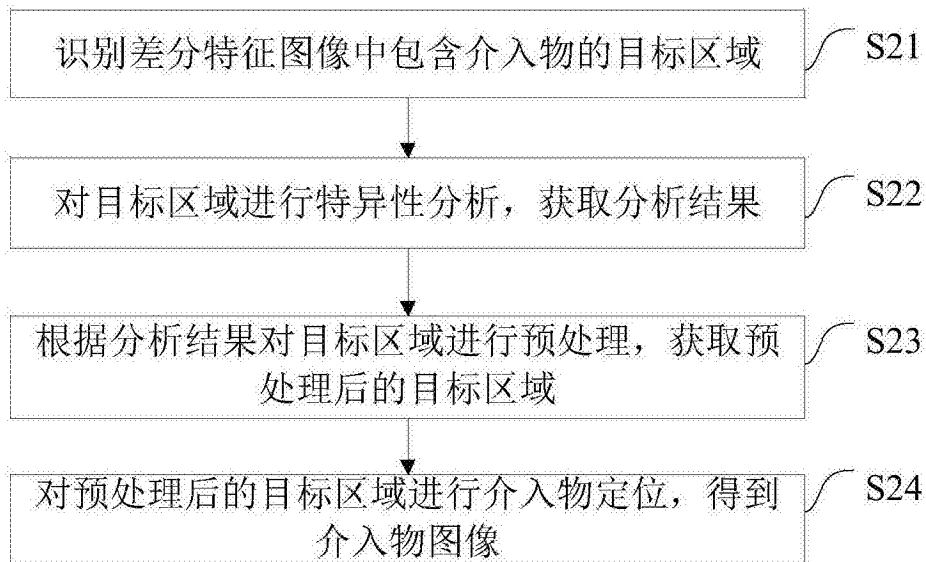 识别差分特征图像中包含介入物的目标区域
S21
对目标区域进行特异性分析，获取分析结果
S22
根据分析结果对目标区域进行预处理，获取预
处理后的目标区域
S23
对预处理后的目标区域进行介入物定位，得到
介入物图像
S24